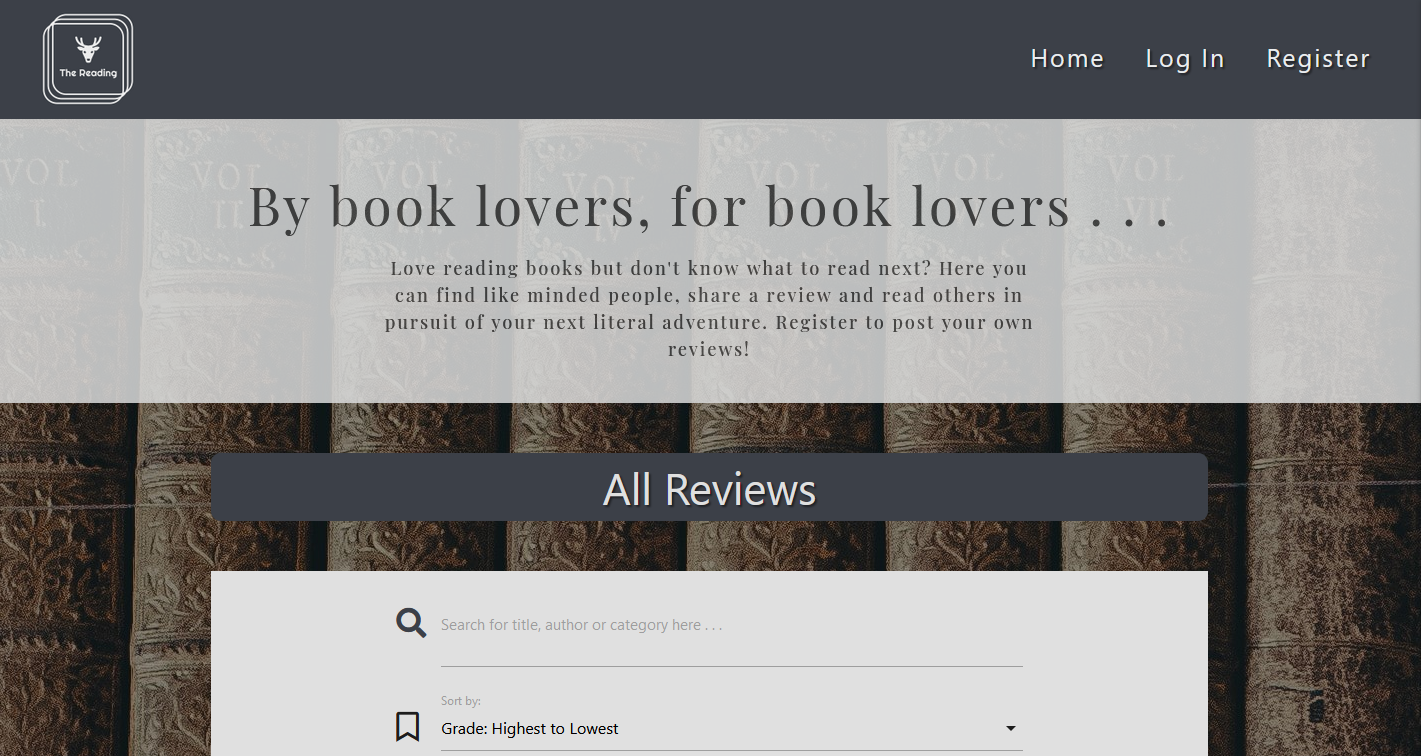 The Reading
Home Log In Register
VOL VOL VOL VOL VOL VOL VOL
I VII
By book lovers, for book lovers . . .
Love reading books but don't know what to read next? Here you
can find like minded people, share a review and read others in
pursuit of your next literal adventure. Register to post your own
reviews!
All Reviews
Search for title, author or category here . . .
Sort by:
Grade: Highest to Lowest